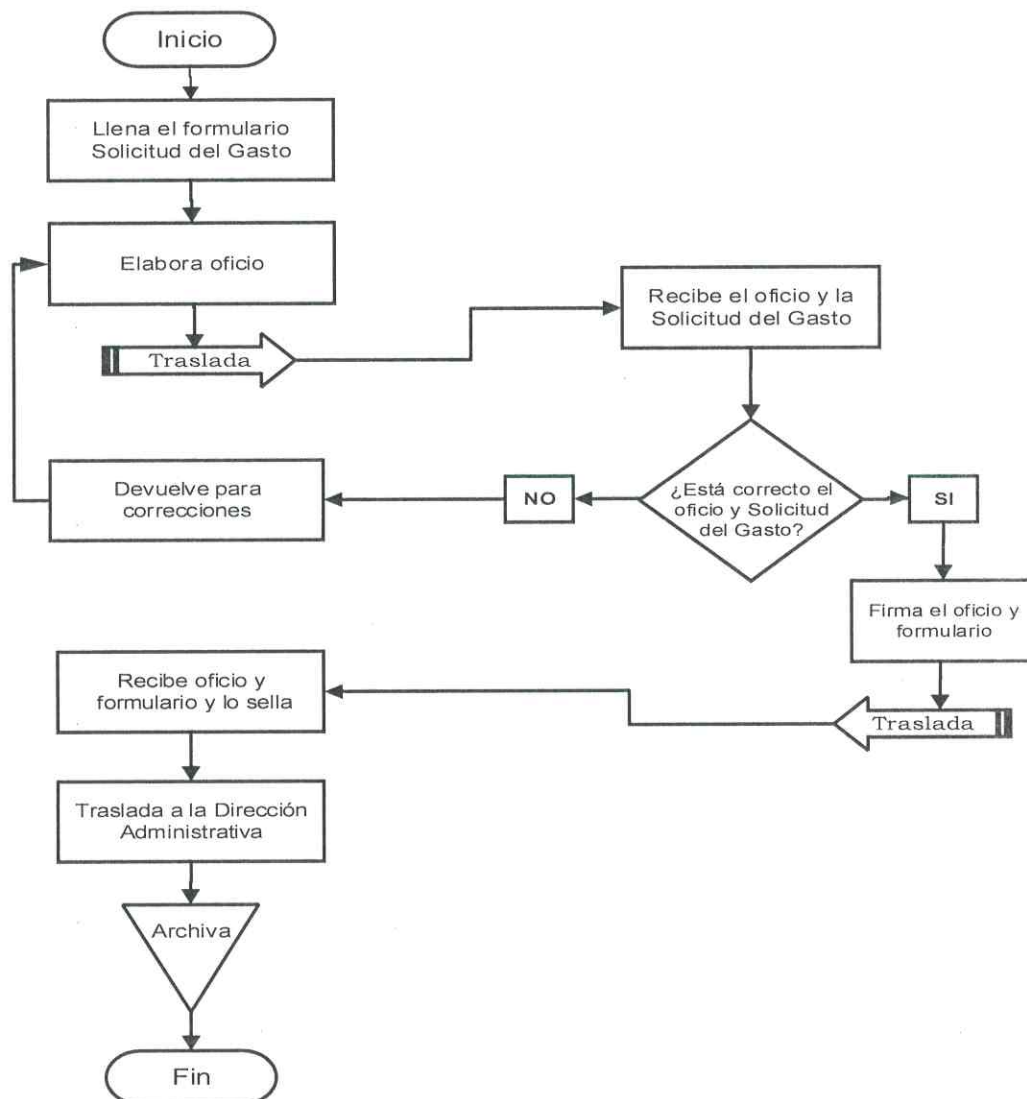 Inicio
Llena el formulario
Solicitud del Gasto
Elabora oficio
Traslada
Recibe el oficio y la
Solicitud del Gasto
¿Está correcto el
oficio y Solicitud
del Gasto?
NO
SI
Devuelve para
correcciones
Firma el oficio y
formulario
Traslada
Recibe oficio y
formulario y lo sella
Traslada a la Dirección
Administrativa
Archiva
Fin